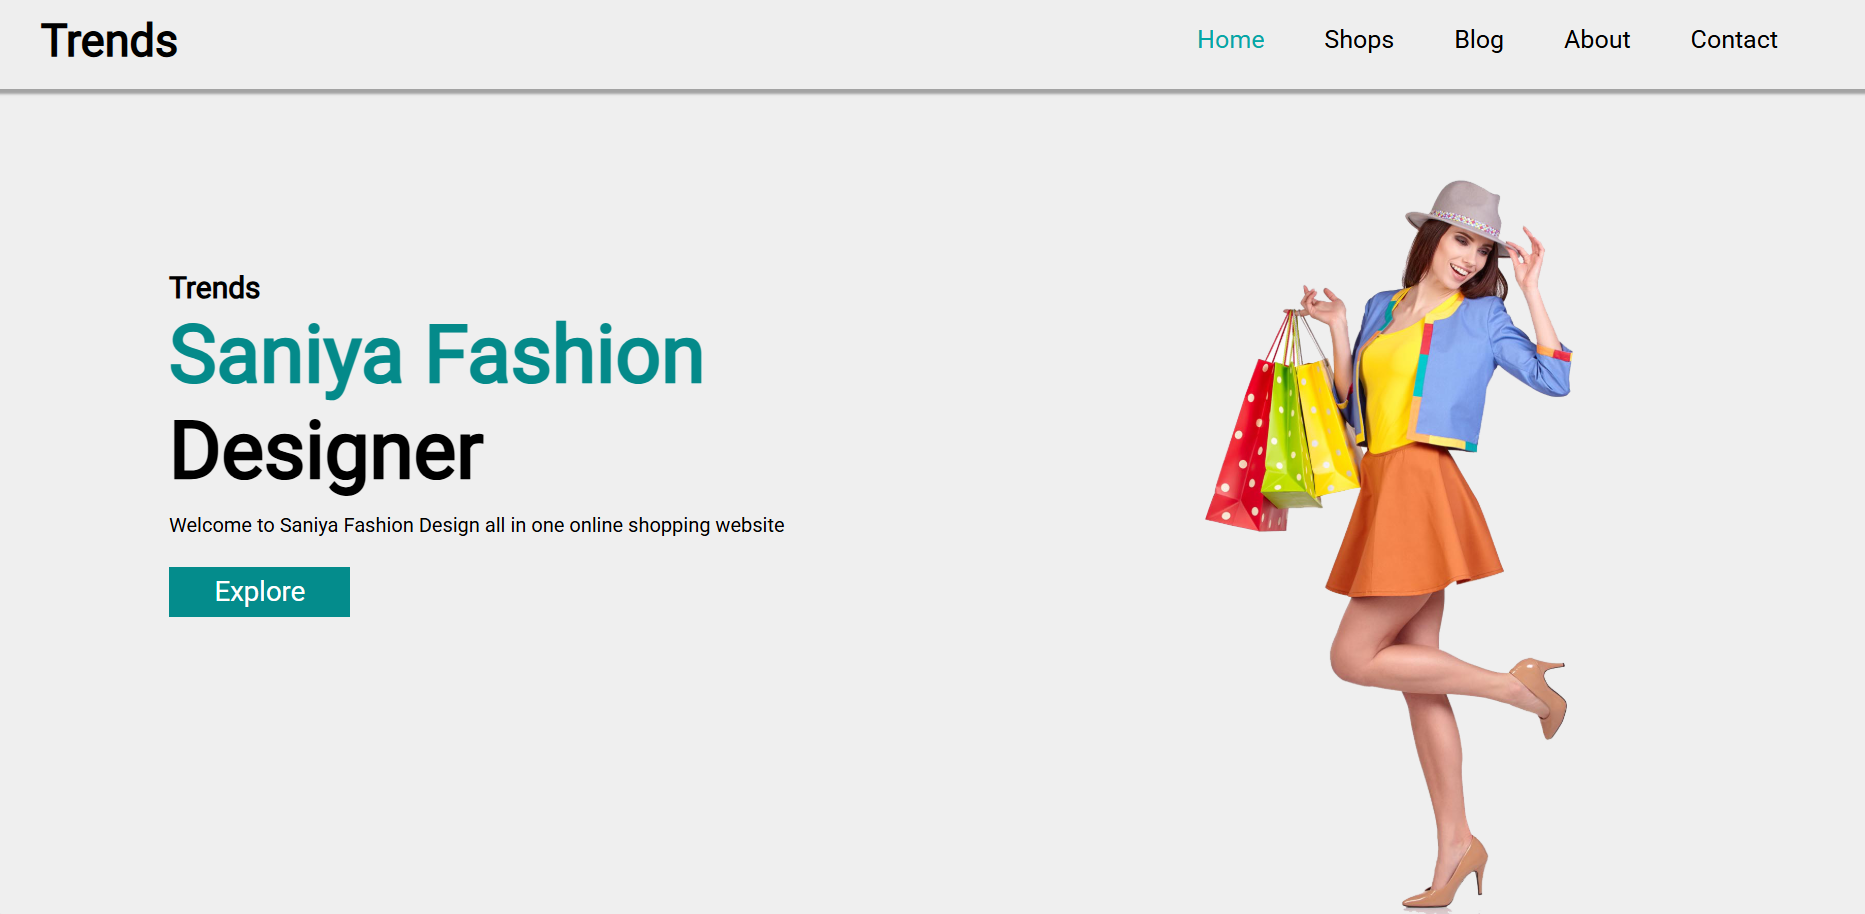 Trends
Home Shops Blog About Contact
Trends
Saniya Fashion
Designer
Welcome to Saniya Fashion Design all in one online shopping website
Explore